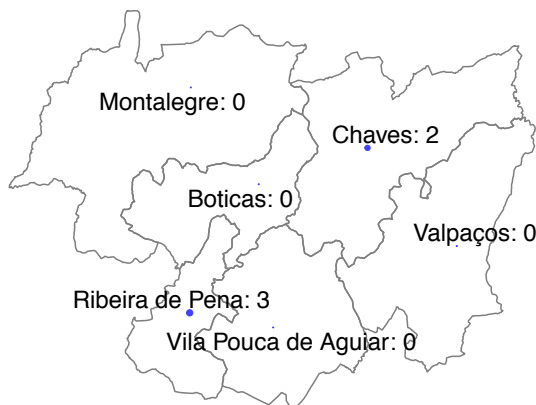 Montalegre: 0
Chaves: 2
Boticas: 0
Valpaços: 0
Ribeira de Pena: 3
Vila Pouca de Aguiar: 0